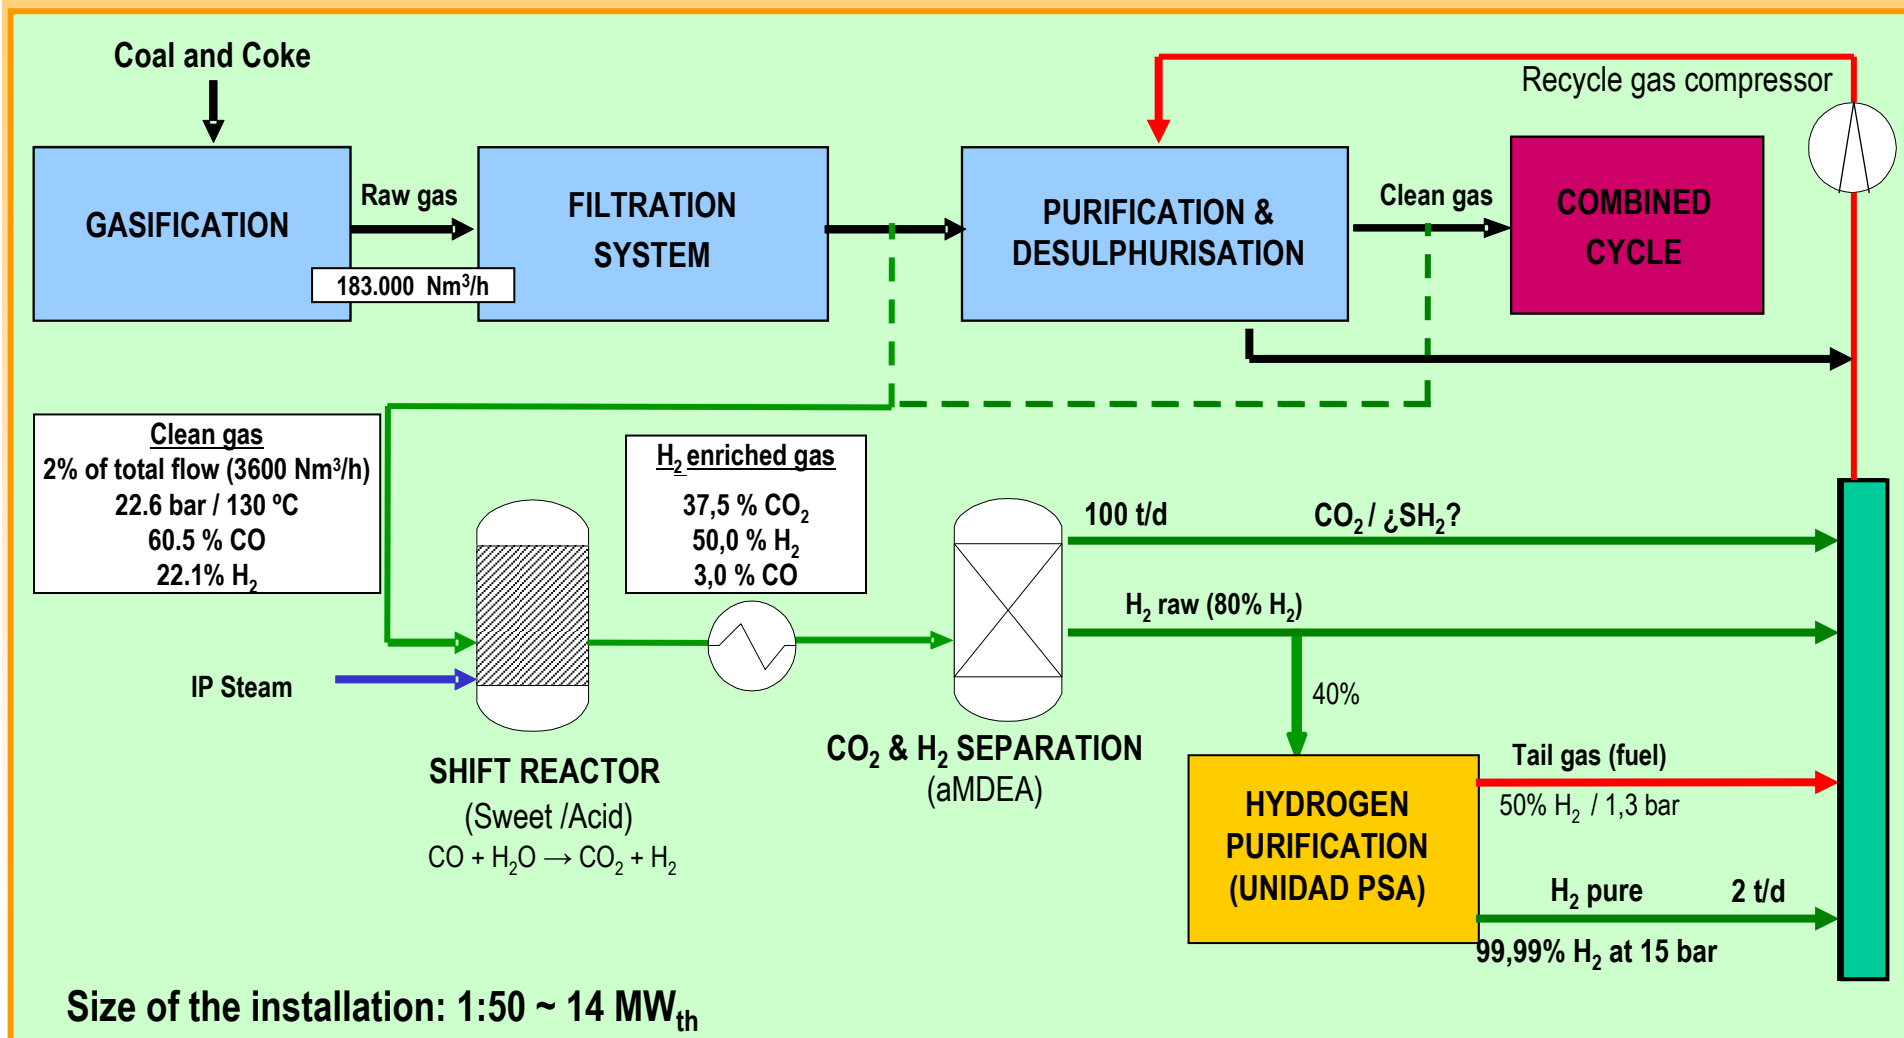 Coal and Coke
Recycle gas compressor
GASIFICATION
Raw gas
183.000 Nm³/h
FILTRATION
SYSTEM
PURIFICATION &
DESULPHURISATION
Clean gas
COMBINED
CYCLE
Clean gas
2% of total flow (3600 Nm³/h)
22.6 bar / 130 ºC
60.5 % CO
22.1% H₂
H₂ enriched gas
37,5 % CO₂
50,0 % H₂
3,0 % CO
100 t/d
CO₂ / ¿SH₂?
H₂ raw (80% H₂)
40%
IP Steam
SHIFT REACTOR
(Sweet /Acid)
CO + H₂O → CO₂ + H₂
CO₂ & H₂ SEPARATION
(aMDEA)
HYDROGEN
PURIFICATION
(UNIDAD PSA)
Tail gas (fuel)
50% H₂ / 1,3 bar
H₂ pure
2 t/d
99,99% H₂ at 15 bar
Size of the installation: 1:50 ~ 14 MWth